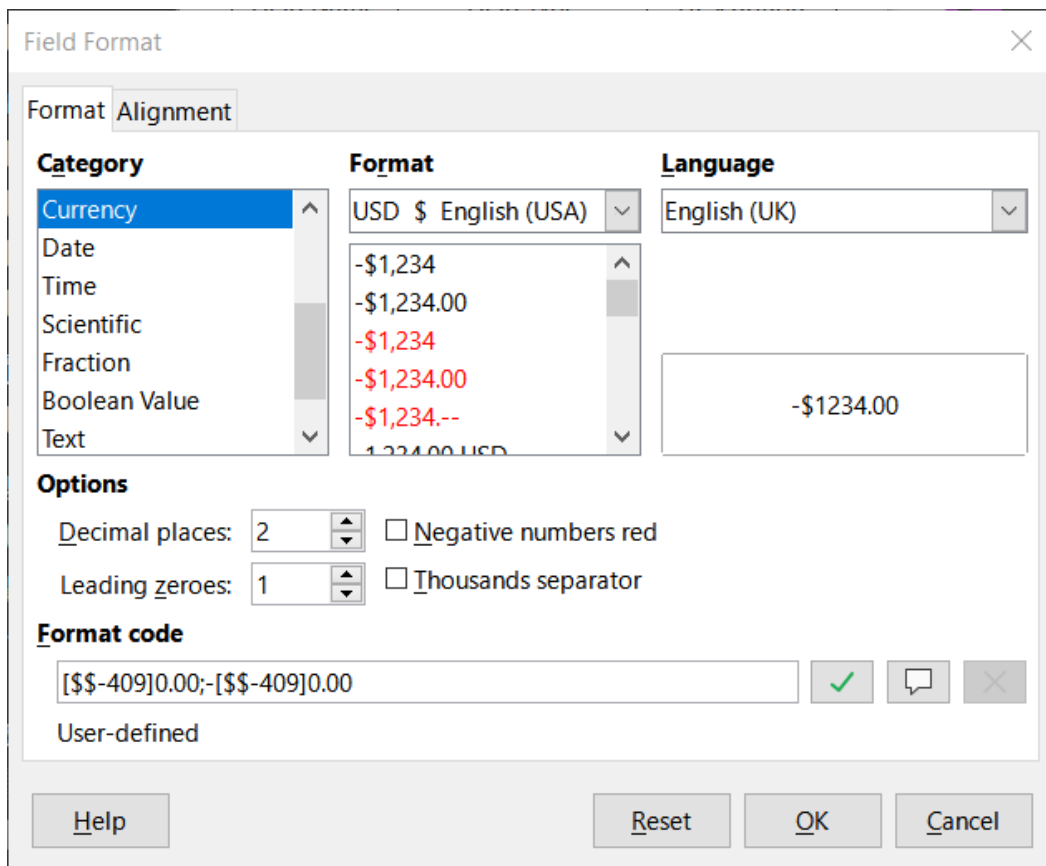 Field Format
Format Alignment
Category Format Language
Currency
Date
Time
Scientific
Fraction
Boolean Value
Text
USD $ English (USA)
-$1,234
-$1,234.00
-$1,234
-$1,234.00
-$1,234.--
English (UK)
-$1234.00
Options
Decimal places: 2 Negative numbers red
Leading zeroes: 1 Thousands separator
Format code
[$$-409]0.00;-[$$-409]0.00
User-defined
Help Reset OK Cancel